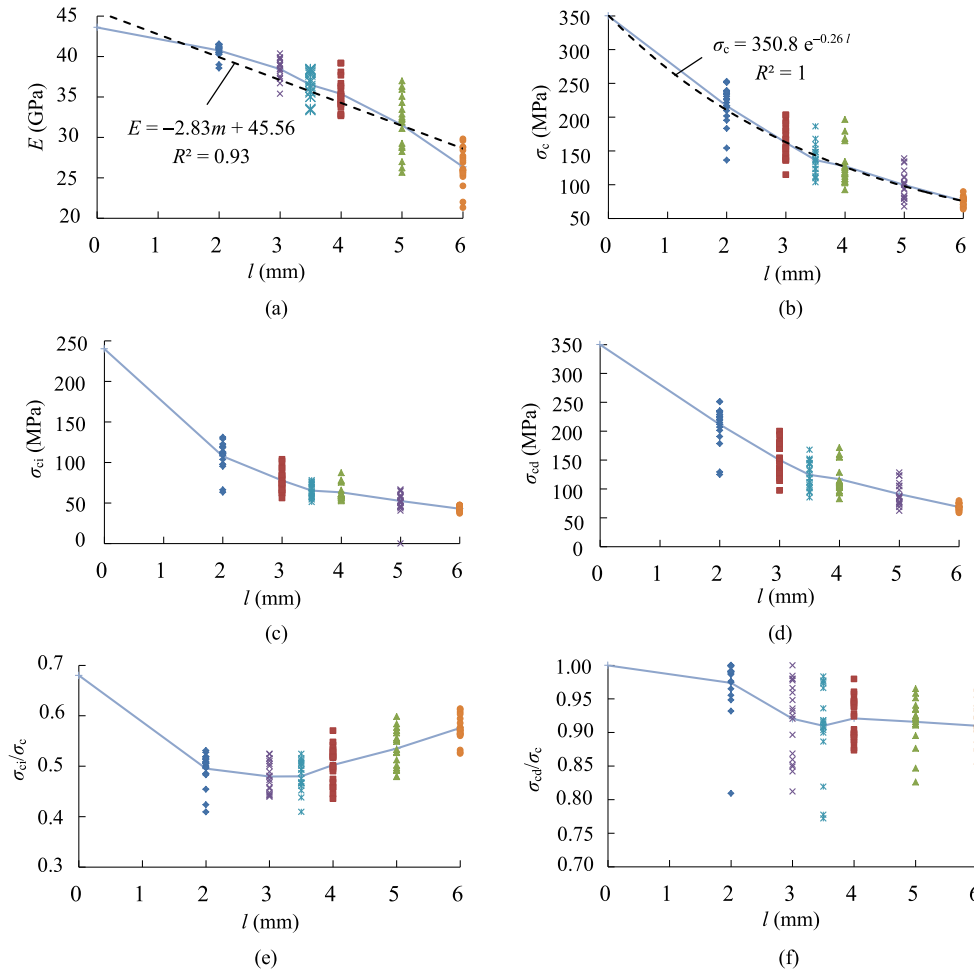 45
40
35
30
25
20
E (GPa)
E = −2.83m + 45.56
R² = 0.93
0 1 2 3 4 5 6
l (mm)
(a)
350
300
250
200
150
100
50
σc (MPa)
σc = 350.8 e^−0.26 l
R² = 1
0 1 2 3 4 5 6
l (mm)
(b)
250
200
150
100
50
0
σci (MPa)
0 1 2 3 4 5 6
l (mm)
(c)
350
300
250
200
150
100
50
0
σcd (MPa)
0 1 2 3 4 5 6
l (mm)
(d)
0.7
0.6
0.5
0.4
0.3
σci/σc
0 1 2 3 4 5 6
l (mm)
(e)
1.00
0.95
0.90
0.85
0.80
0.75
0.70
σcd/σc
0 1 2 3 4 5 6
l (mm)
(f)